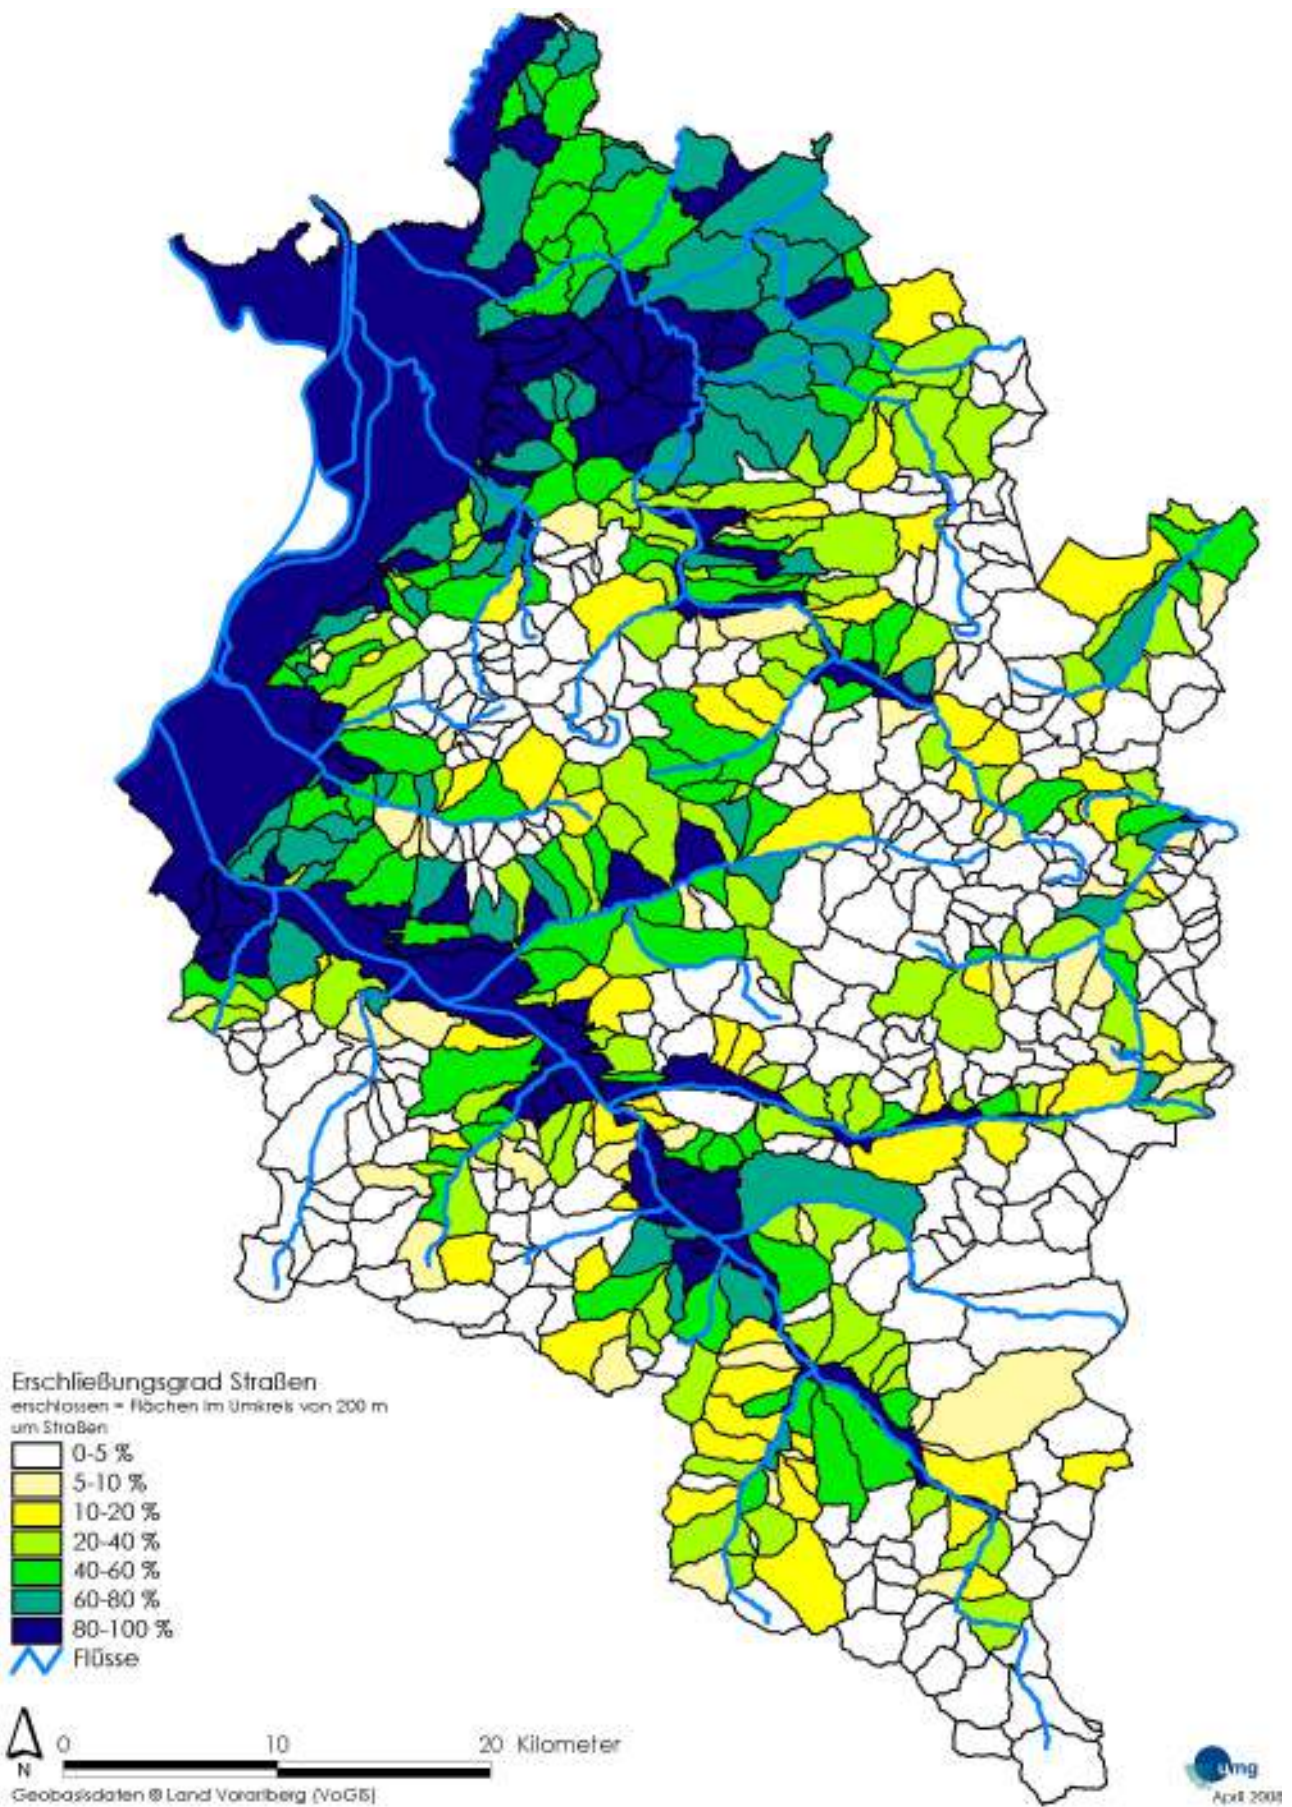 Erschließungsgrad Straßen
erschlossen = Flächen im Umkreis von 200 m
um Straßen
0-5 %
5-10 %
10-20 %
20-40 %
40-60 %
60-80 %
80-100 %
Flüsse
0 10 20 Kilometer
N
Geobasisdaten © Land Vorarlberg (VoGIS)
umg
April 2008